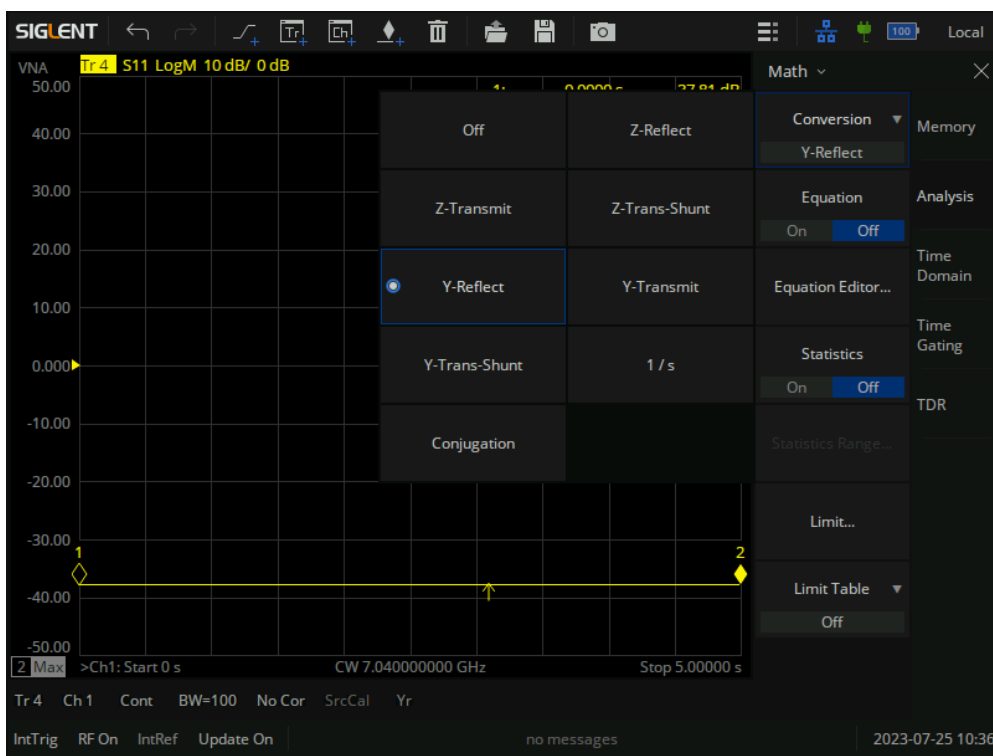 SIGLENT Tr Ch 100 Local
VNA Tr 4 S11 LogM 10 dB/ 0 dB Math
50.00
Off Z-Reflect Conversion
40.00 Memory
Y-Reflect
30.00 Z-Transmit Z-Trans-Shunt Equation Analysis
On Off
20.00 Time
Domain
Y-Reflect Y-Transmit Equation Editor...
10.00 Time
Gating
0.000 Y-Trans-Shunt 1 / s Statistics
On Off
TDR
-10.00
Conjugation Statistics Range...
-20.00
Limit...
-30.00
1 2
-40.00 Limit Table
Off
-50.00
2 Max >Ch1: Start 0 s CW 7.040000000 GHz Stop 5.00000 s
Tr 4 Ch 1 Cont BW=100 No Cor SrcCal Yr
IntTrig RF On IntRef Update On no messages 2023-07-25 10:36